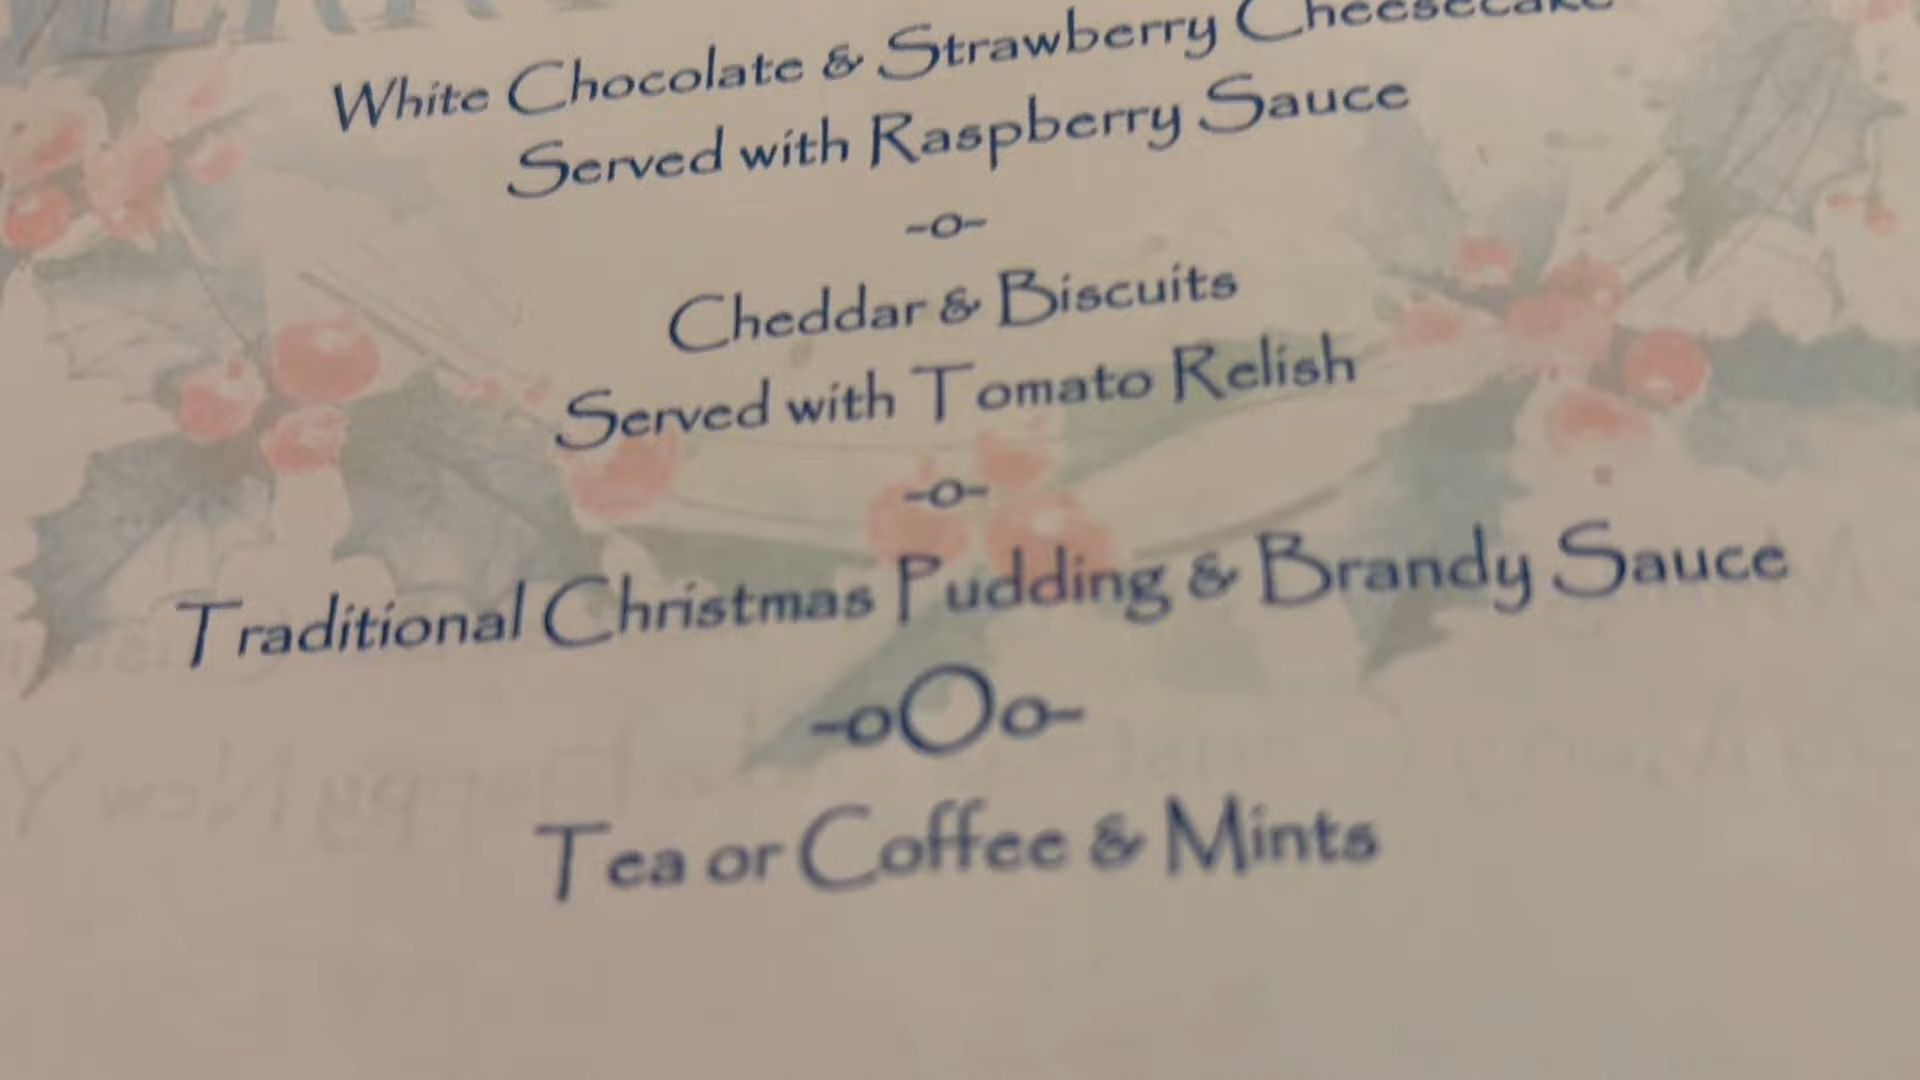 White Chocolate & Strawberry Cheesecake
Served with Raspberry Sauce
-o-
Cheddar & Biscuits
Served with Tomato Relish
-o-
Traditional Christmas Pudding & Brandy Sauce
-oOo-
Tea or Coffee & Mints